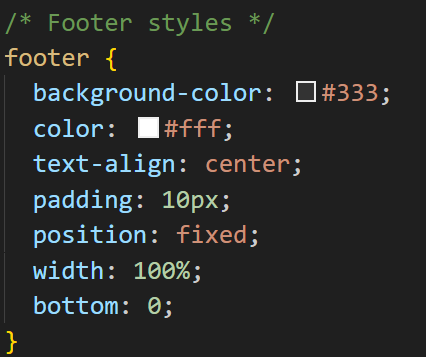 /* Footer styles */
footer {
  background-color: #333;
  color: #fff;
  text-align: center;
  padding: 10px;
  position: fixed;
  width: 100%;
  bottom: 0;
}